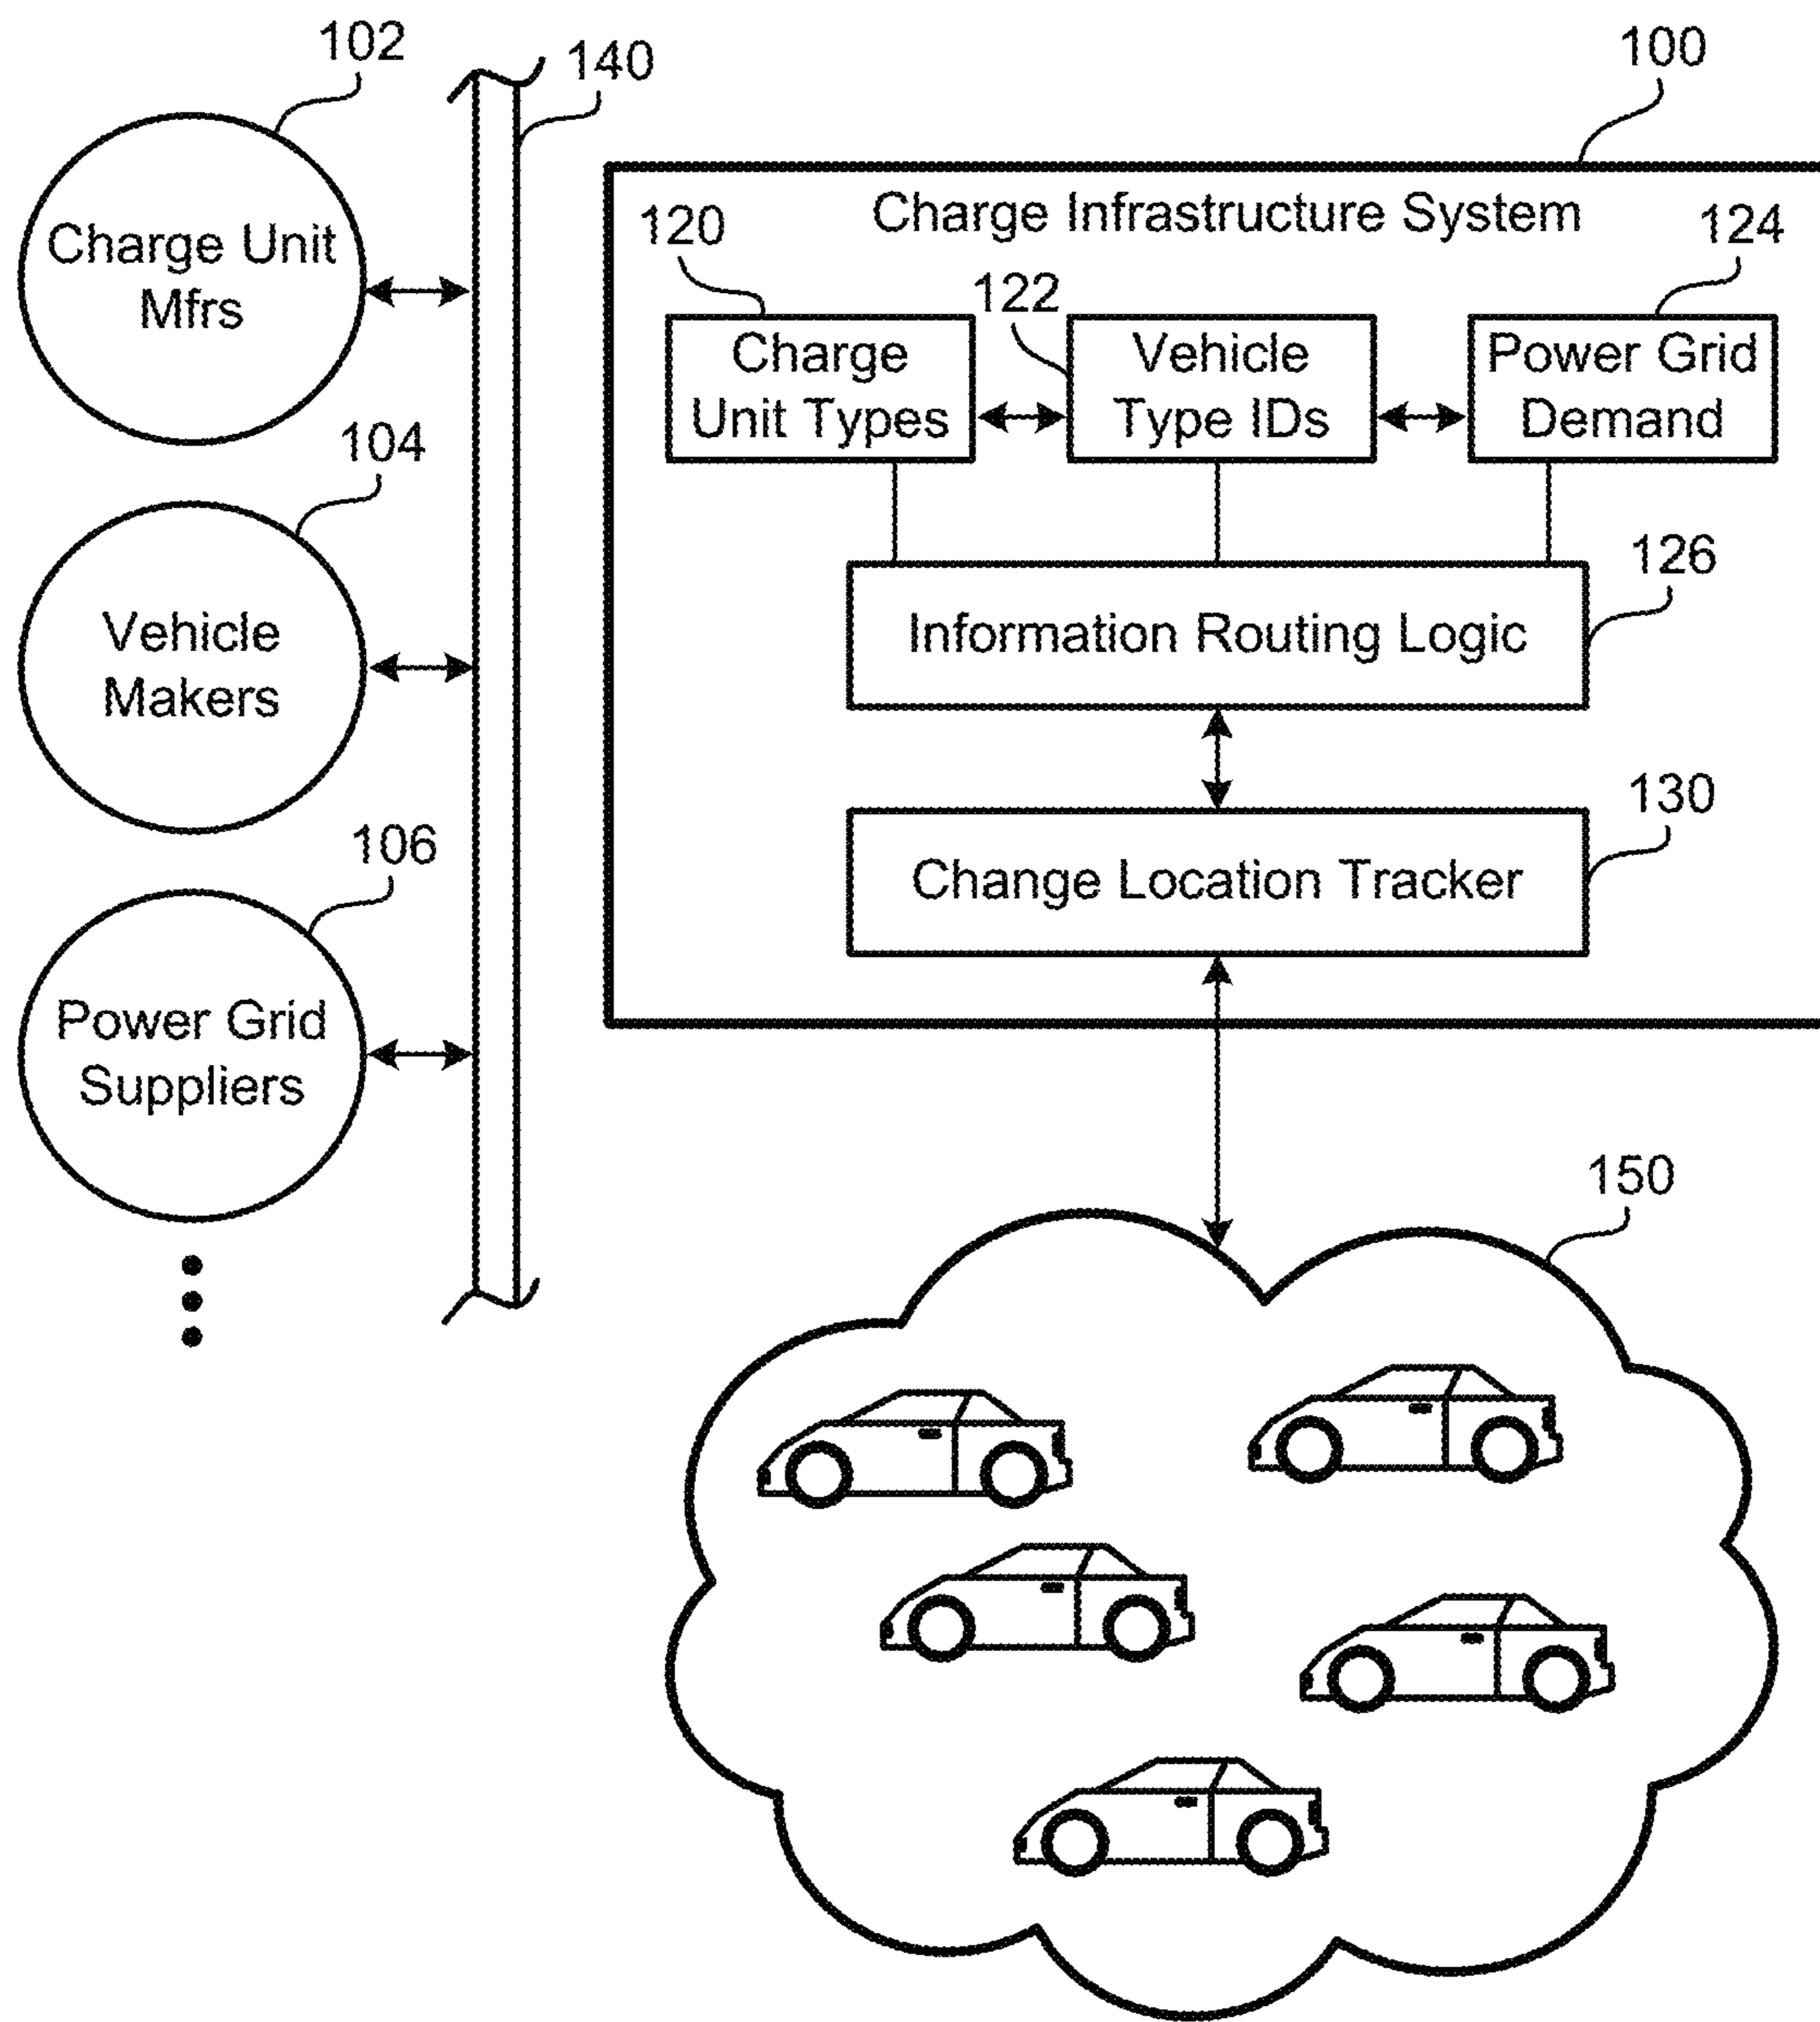 102
140
100
Charge Unit
Mfrs
Charge Infrastructure System
120
122
124
Charge
Unit Types
Vehicle
Type IDs
Power Grid
Demand
104
Vehicle
Makers
126
Information Routing Logic
130
Change Location Tracker
106
Power Grid
Suppliers
150